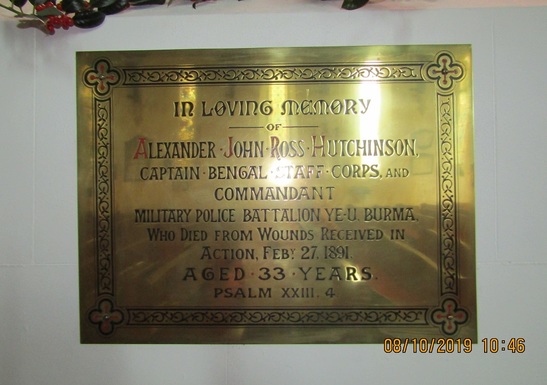 IN LOVING MEMORY
OF
ALEXANDER·JOHN·ROSS·HUTCHINSON,
CAPTAIN·BENGAL·STAFF·CORPS, AND
COMMANDANT
MILITARY POLICE BATTALION YE-U. BURMA.
WHO DIED FROM WOUNDS RECEIVED IN
ACTION, FEBY 27. 1891.
AGED·33·YEARS.
PSALM XXIII. 4
08/10/2019 10:46